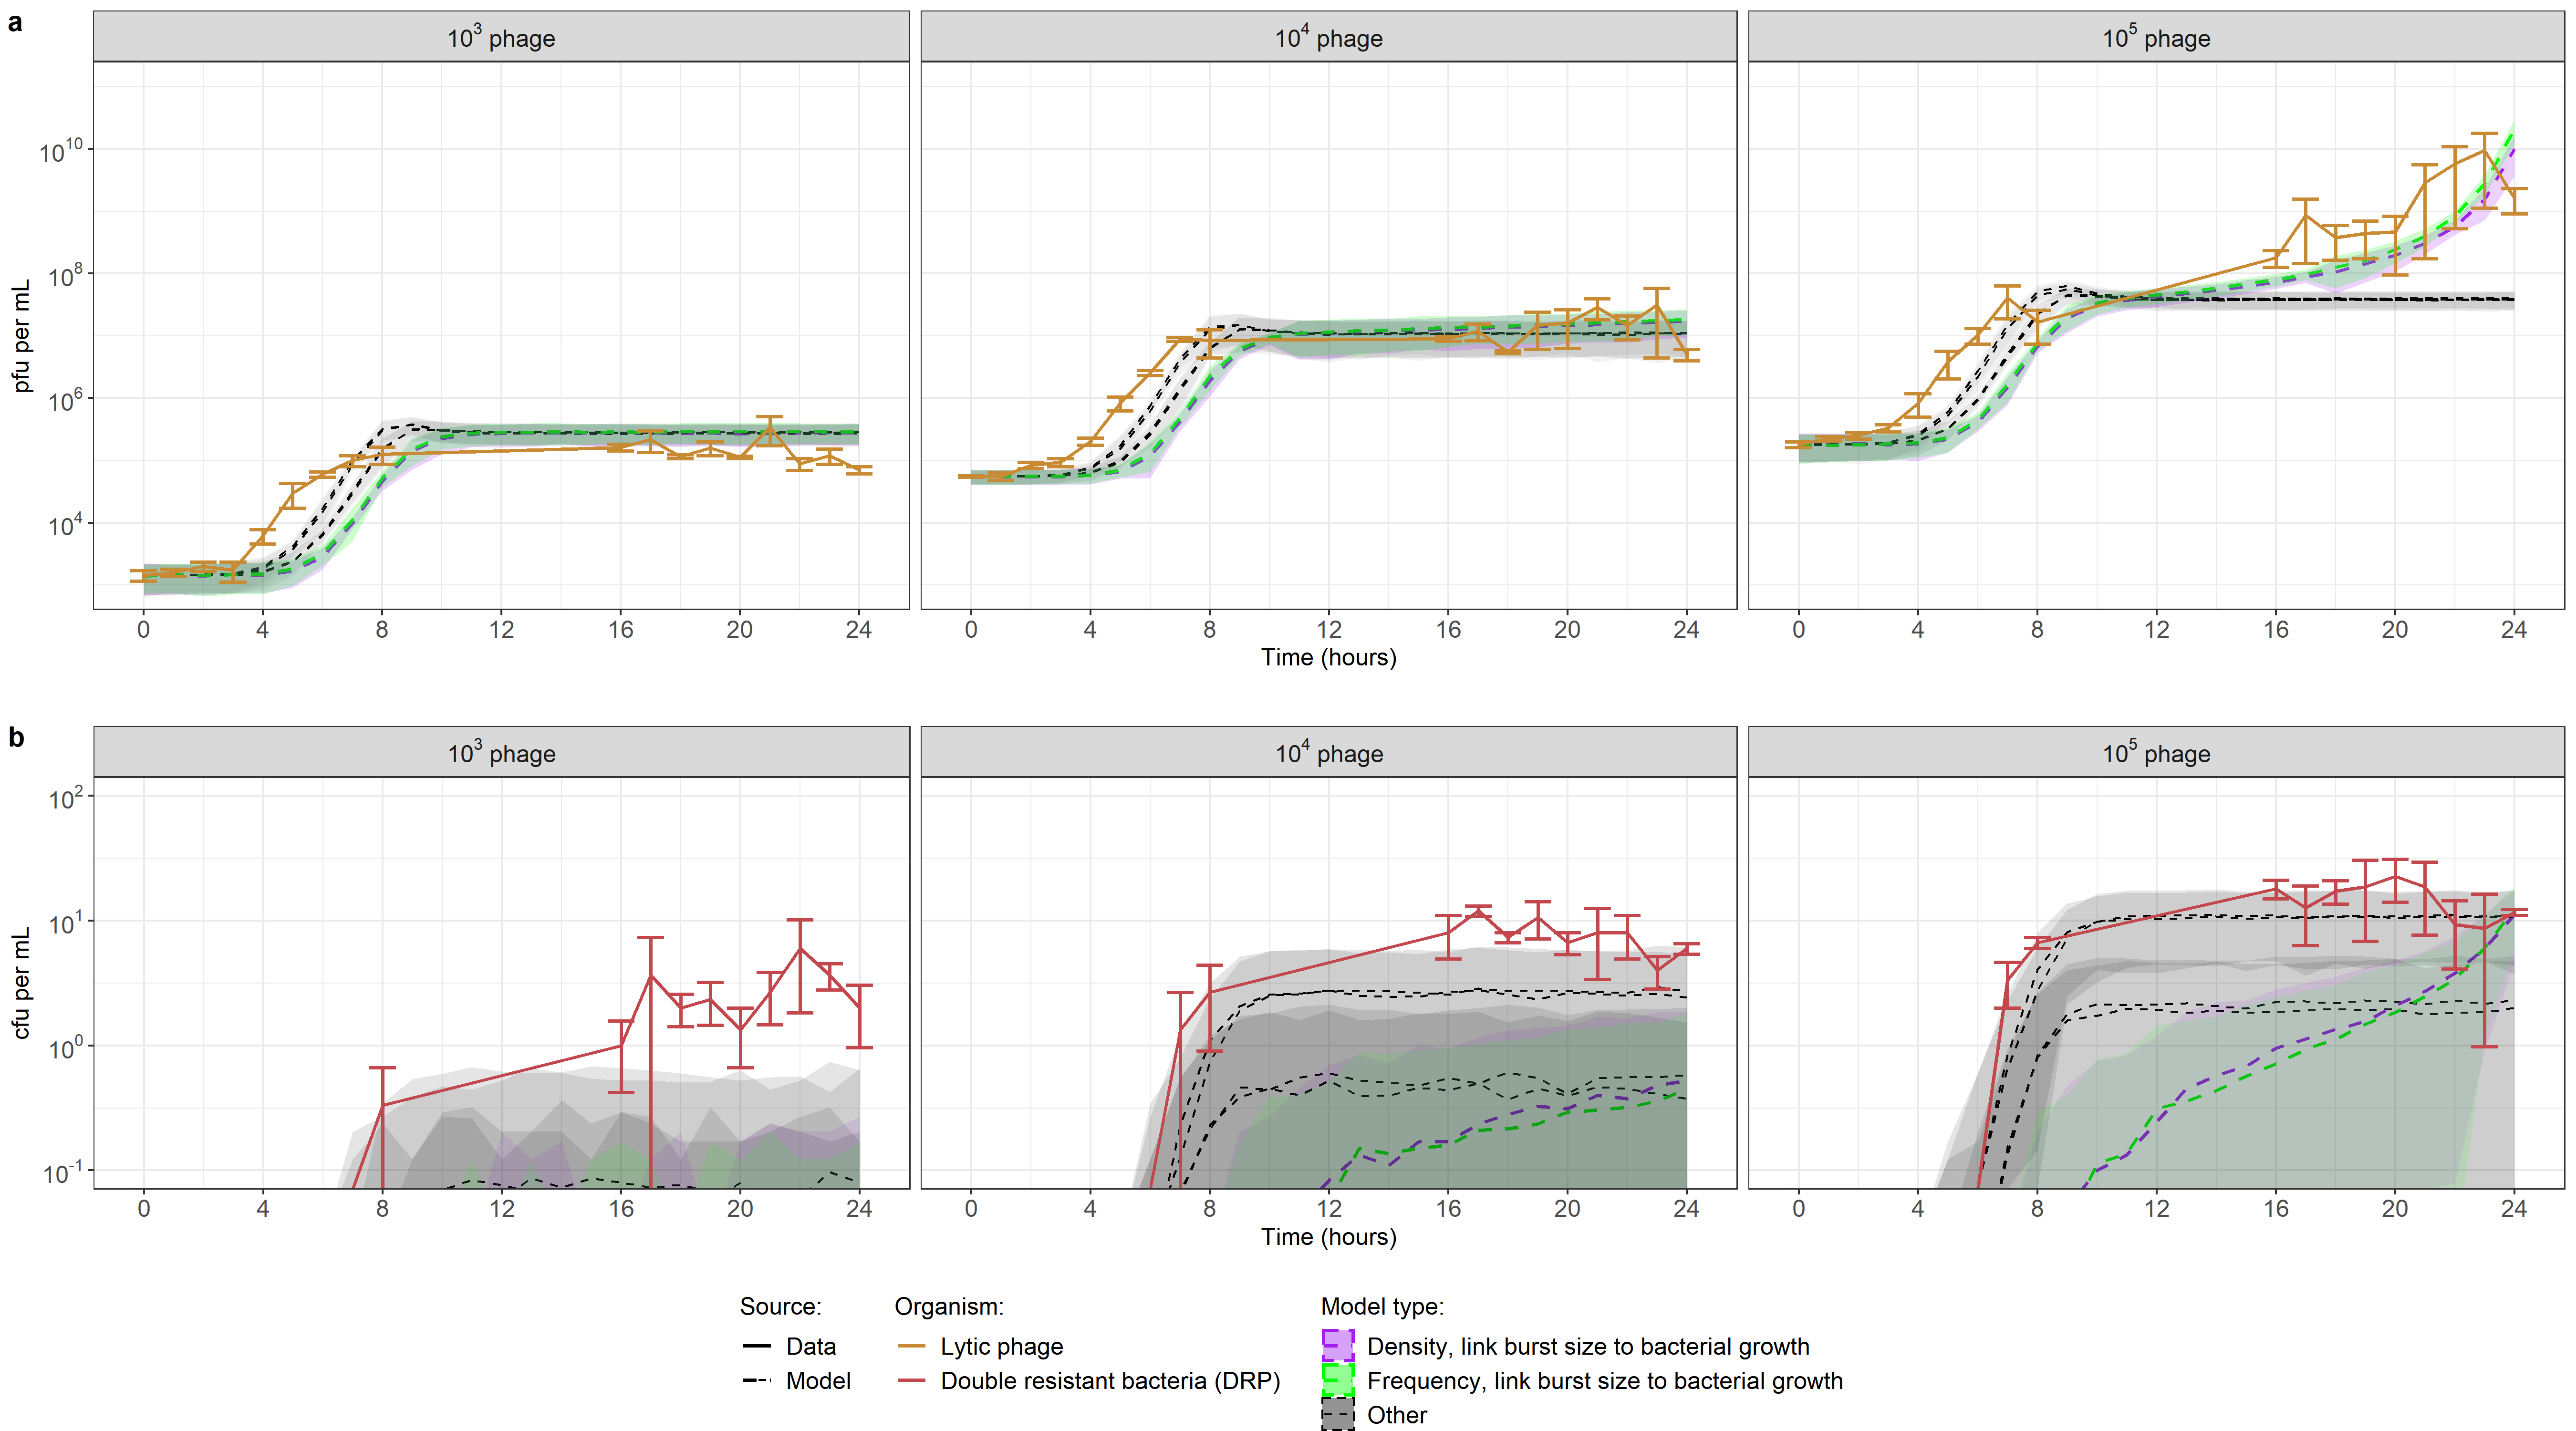 a
10³ phage 10⁴ phage 10⁵ phage
10¹⁰
10⁸
10⁶
10⁴
pfu per mL
0 4 8 12 16 20 24 0 4 8 12 16 20 24 0 4 8 12 16 20 24
Time (hours)
b
10³ phage 10⁴ phage 10⁵ phage
10²
10¹
10⁰
10⁻¹
cfu per mL
0 4 8 12 16 20 24 0 4 8 12 16 20 24 0 4 8 12 16 20 24
Time (hours)
Source: Organism: Model type:
Data Lytic phage Density, link burst size to bacterial growth
Model Double resistant bacteria (DRP) Frequency, link burst size to bacterial growth
Other